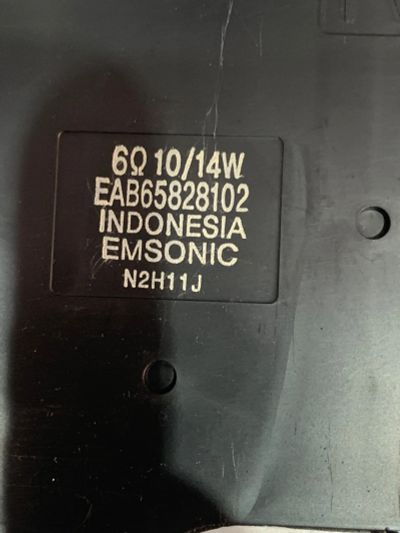 6Ω 10/14W
EAB65828102
INDONESIA
EMSONIC
N2H11J